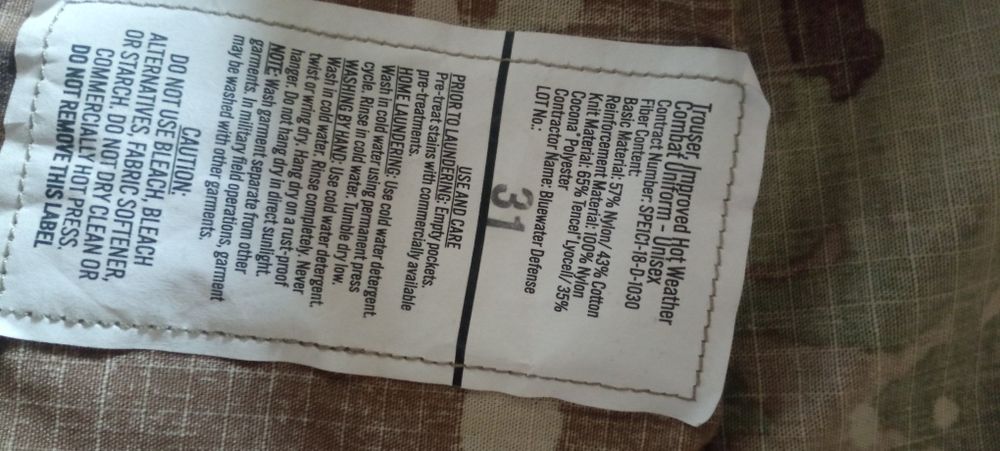 Trouser, Improved Hot Weather
Combat Uniform - Unisex
Contract Number: SPE1C1-18-D-1030
Fiber Content:
Basic Material: 57% Nylon/ 43% Cotton
Reinforcement Material: 100% Nylon
Knit Material: 65% Tencel® Lyocell/ 35%
Cocona® Polyester
Contractor Name: Bluewater Defense
LOT No.:
31
USE AND CARE
PRIOR TO LAUNDERING: Empty pockets.
Pre-treat stains with commercially available
pre-treatments.
HOME LAUNDERING: Use cold water detergent.
Wash in cold water using permanent press
cycle. Rinse in cold water. Tumble dry low.
WASHING BY HAND: Use cold water detergent.
Wash in cold water. Rinse completely. Never
twist or wring dry. Hang dry on a rust-proof
hanger. Do not hang dry in direct sunlight.
NOTE: Wash garment separate from other
garments. In military field operations, garment
may be washed with other garments.
CAUTION:
DO NOT USE BLEACH, BLEACH
ALTERNATIVES, FABRIC SOFTENER,
OR STARCH. DO NOT DRY CLEAN OR
COMMERCIALLY HOT PRESS.
DO NOT REMOVE THIS LABEL